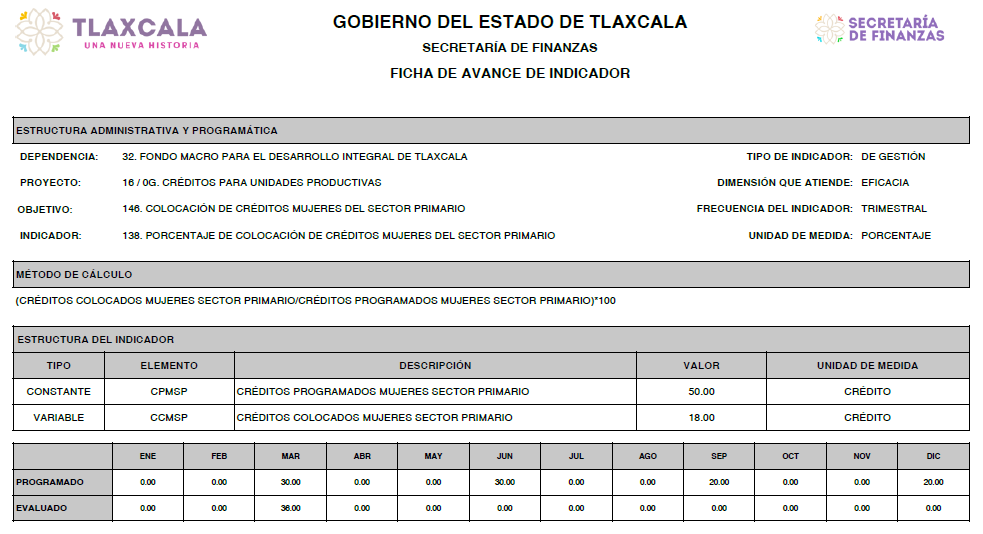 TLAXCALA
UNA NUEVA HISTORIA
GOBIERNO DEL ESTADO DE TLAXCALA
SECRETARÍA DE FINANZAS
FICHA DE AVANCE DE INDICADOR
SECRETARÍA
DE FINANZAS
ESTRUCTURA ADMINISTRATIVA Y PROGRAMÁTICA
DEPENDENCIA: 32. FONDO MACRO PARA EL DESARROLLO INTEGRAL DE TLAXCALA TIPO DE INDICADOR: DE GESTIÓN
PROYECTO: 16 / 0G. CRÉDITOS PARA UNIDADES PRODUCTIVAS DIMENSIÓN QUE ATIENDE: EFICACIA
OBJETIVO: 146. COLOCACIÓN DE CRÉDITOS MUJERES DEL SECTOR PRIMARIO FRECUENCIA DEL INDICADOR: TRIMESTRAL
INDICADOR: 138. PORCENTAJE DE COLOCACIÓN DE CRÉDITOS MUJERES DEL SECTOR PRIMARIO UNIDAD DE MEDIDA: PORCENTAJE
MÉTODO DE CÁLCULO
(CRÉDITOS COLOCADOS MUJERES SECTOR PRIMARIO/CRÉDITOS PROGRAMADOS MUJERES SECTOR PRIMARIO)*100
ESTRUCTURA DEL INDICADOR
TIPO ELEMENTO DESCRIPCIÓN VALOR UNIDAD DE MEDIDA
CONSTANTE CPMSP CRÉDITOS PROGRAMADOS MUJERES SECTOR PRIMARIO 50.00 CRÉDITO
VARIABLE CCMSP CRÉDITOS COLOCADOS MUJERES SECTOR PRIMARIO 18.00 CRÉDITO
ENE FEB MAR ABR MAY JUN JUL AGO SEP OCT NOV DIC
PROGRAMADO 0.00 0.00 30.00 0.00 0.00 30.00 0.00 0.00 20.00 0.00 0.00 20.00
EVALUADO 0.00 0.00 36.00 0.00 0.00 0.00 0.00 0.00 0.00 0.00 0.00 0.00